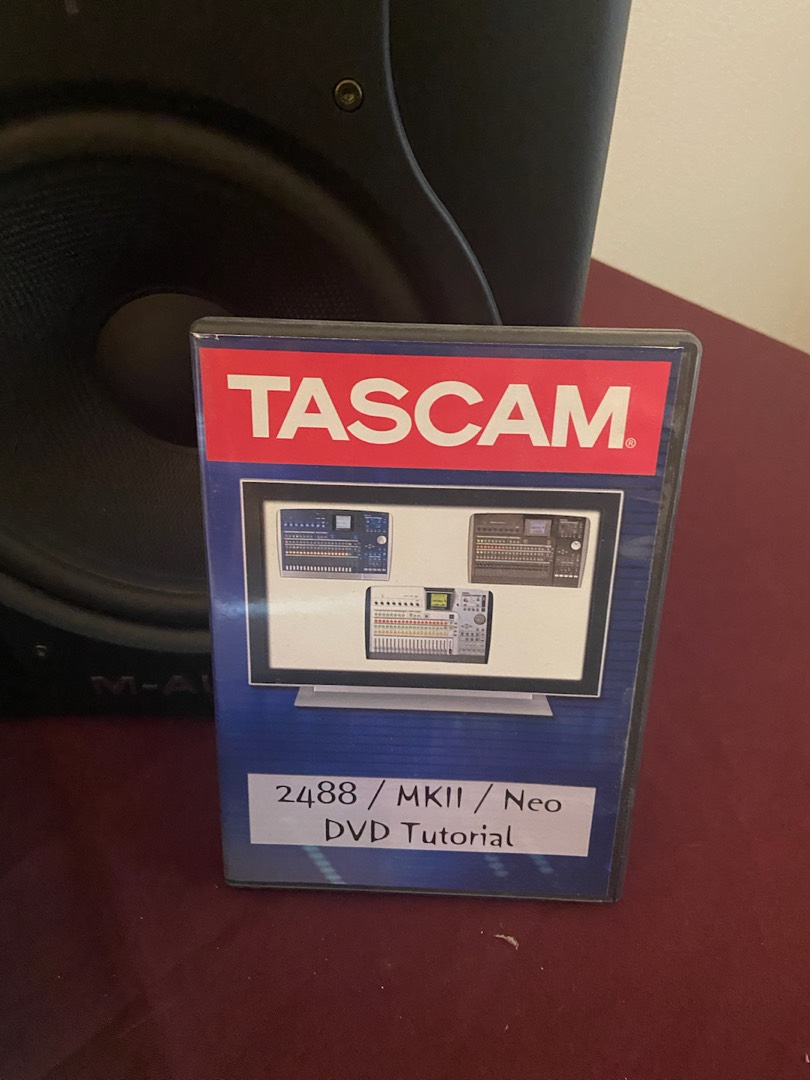 TASCAM®
2488 / MKII / Neo
DVD Tutorial